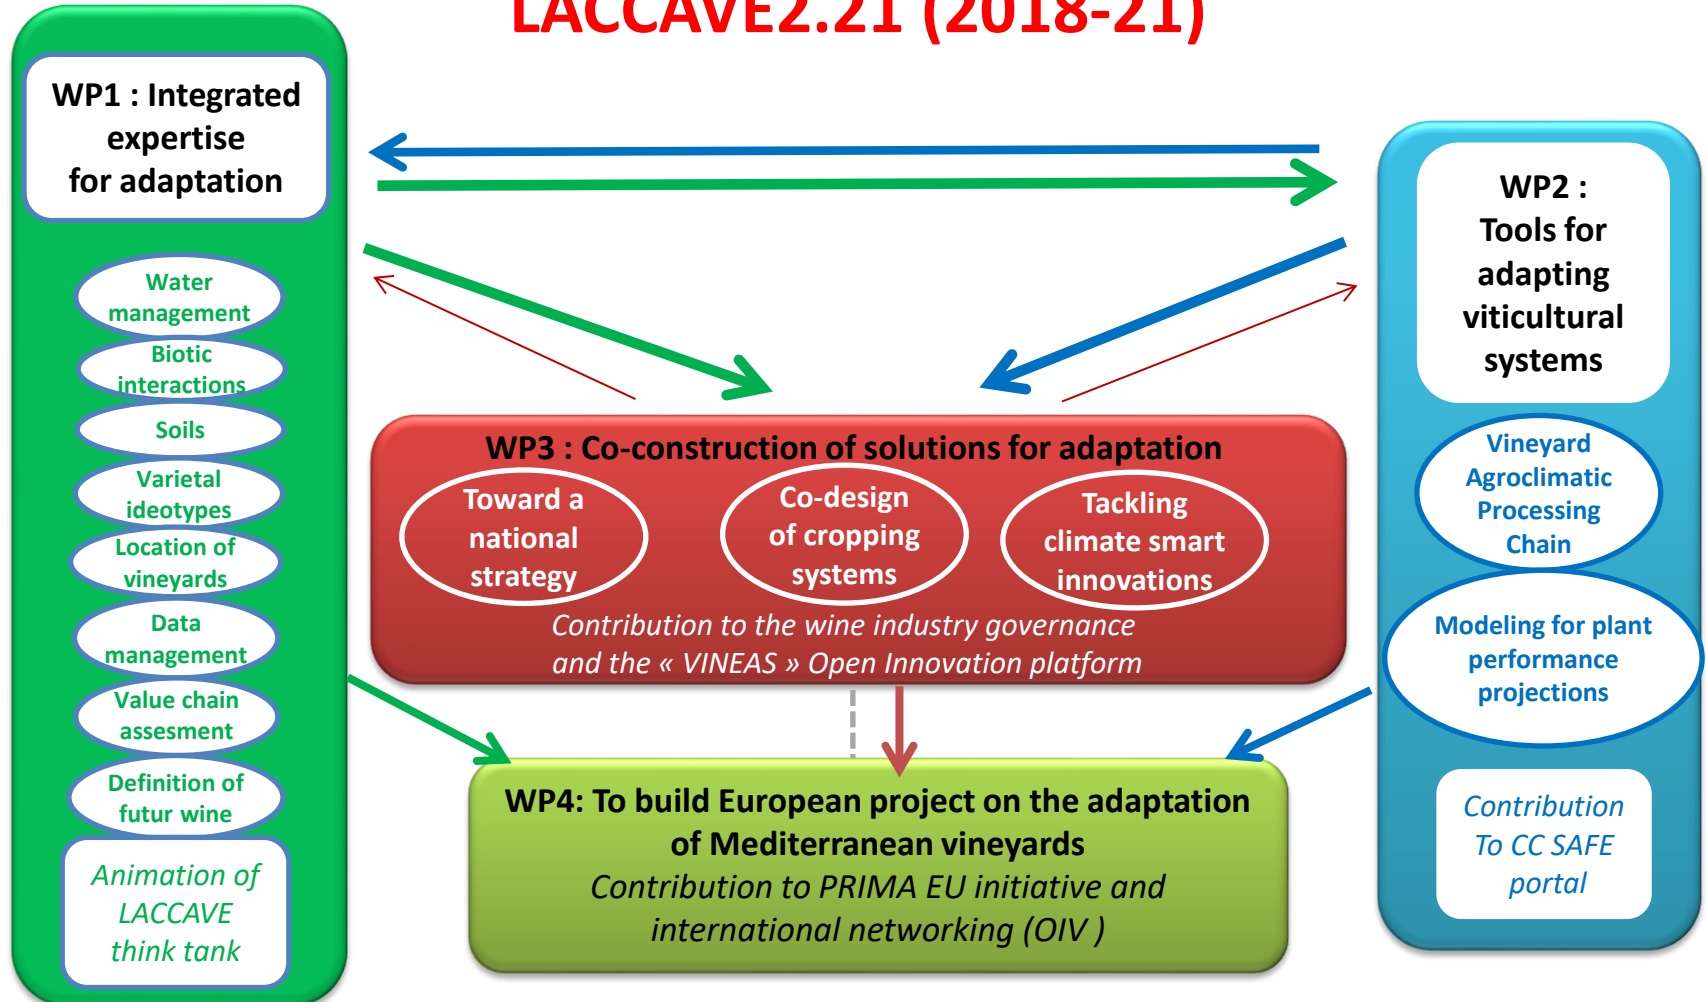 LACCAVE2.21 (2018-21)
WP1 : Integrated
expertise
for adaptation
Water
management
Biotic
interactions
Soils
Varietal
ideotypes
Location of
vineyards
Data
management
Value chain
assesment
Definition of
futur wine
Animation of
LACCAVE
think tank
WP3 : Co-construction of solutions for adaptation
Toward a
national
strategy
Co-design
of cropping
systems
Tackling
climate smart
innovations
Contribution to the wine industry governance
and the « VINEAS » Open Innovation platform
WP4: To build European project on the adaptation
of Mediterranean vineyards
Contribution to PRIMA EU initiative and
international networking (OIV )
WP2 :
Tools for
adapting
viticultural
systems
Vineyard
Agroclimatic
Processing
Chain
Modeling for plant
performance
projections
Contribution
To CC SAFE
portal